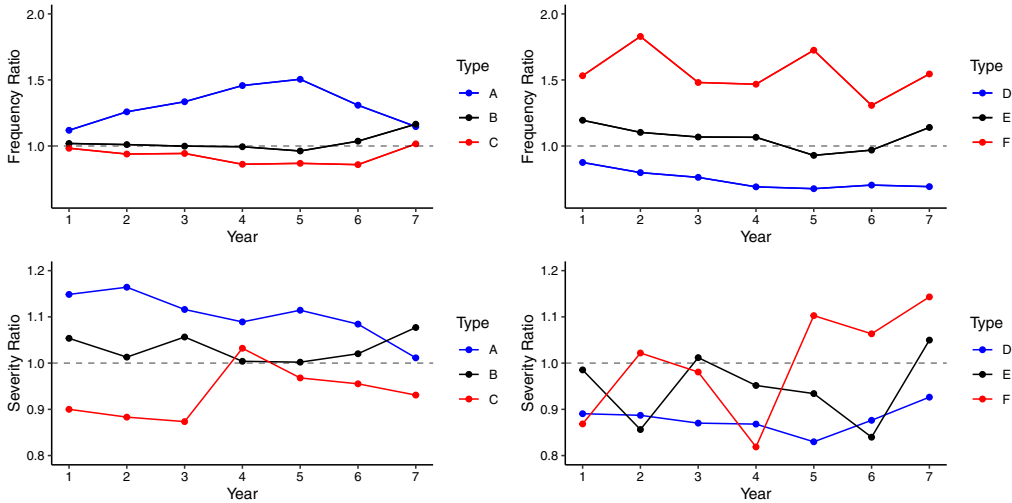 2.0
1.5
1.0
Frequency Ratio
1 2 3 4 5 6 7
Year
Type
A
B
C
2.0
1.5
1.0
Frequency Ratio
1 2 3 4 5 6 7
Year
Type
D
E
F
1.2
1.1
1.0
0.9
0.8
Severity Ratio
1 2 3 4 5 6 7
Year
Type
A
B
C
1.2
1.1
1.0
0.9
0.8
Severity Ratio
1 2 3 4 5 6 7
Year
Type
D
E
F